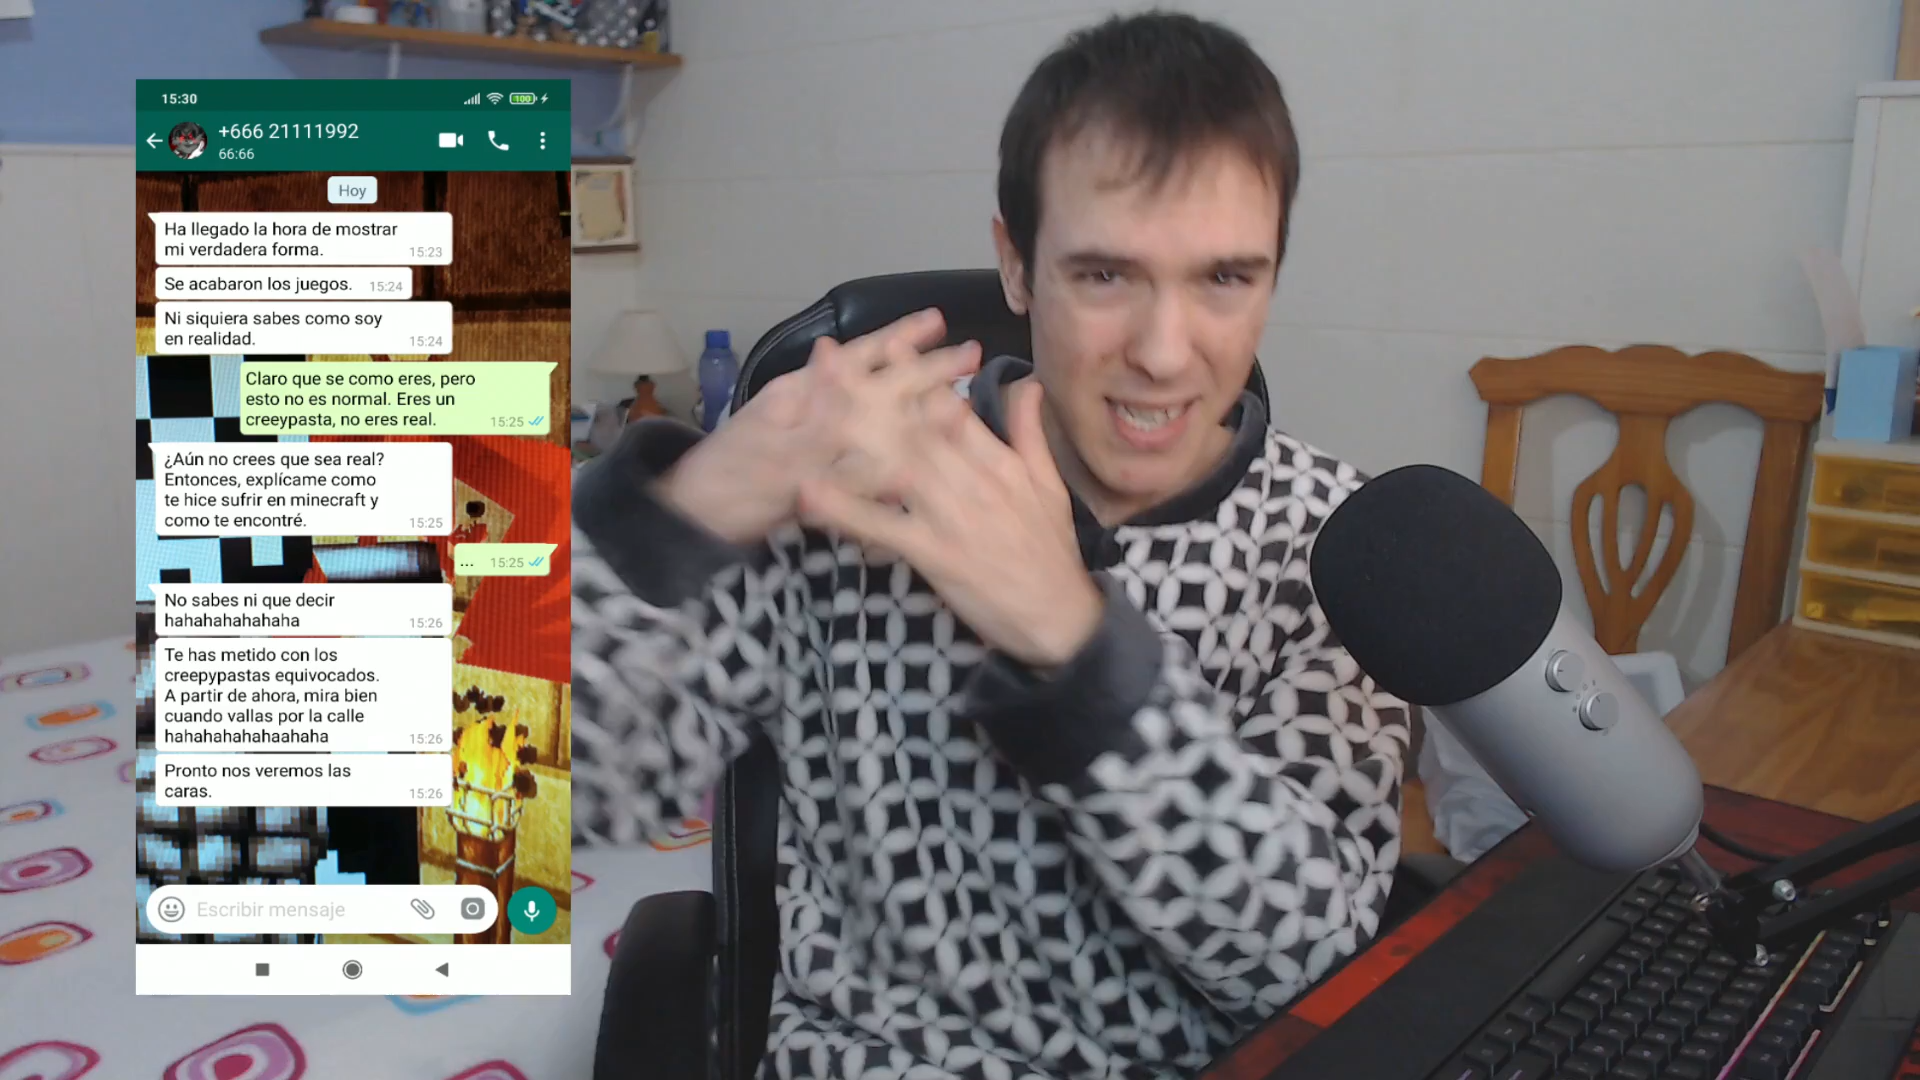 15:30
100
+666 21111992
66:66
Hoy
Ha llegado la hora de mostrar
mi verdadera forma.
15:23
Se acabaron los juegos.
15:24
Ni siquiera sabes como soy
en realidad.
15:24
Claro que se como eres, pero
esto no es normal. Eres un
creeypasta, no eres real.
15:25
¿Aún no crees que sea real?
Entonces, explícame como
te hice sufrir en minecraft y
como te encontré.
15:25
...
15:25
No sabes ni que decir
hahahahahahaha
15:26
Te has metido con los
creepypastas equivocados.
A partir de ahora, mira bien
cuando vallas por la calle
hahahahahahaahaha
15:26
Pronto nos veremos las
caras.
15:26
Escribir mensaje